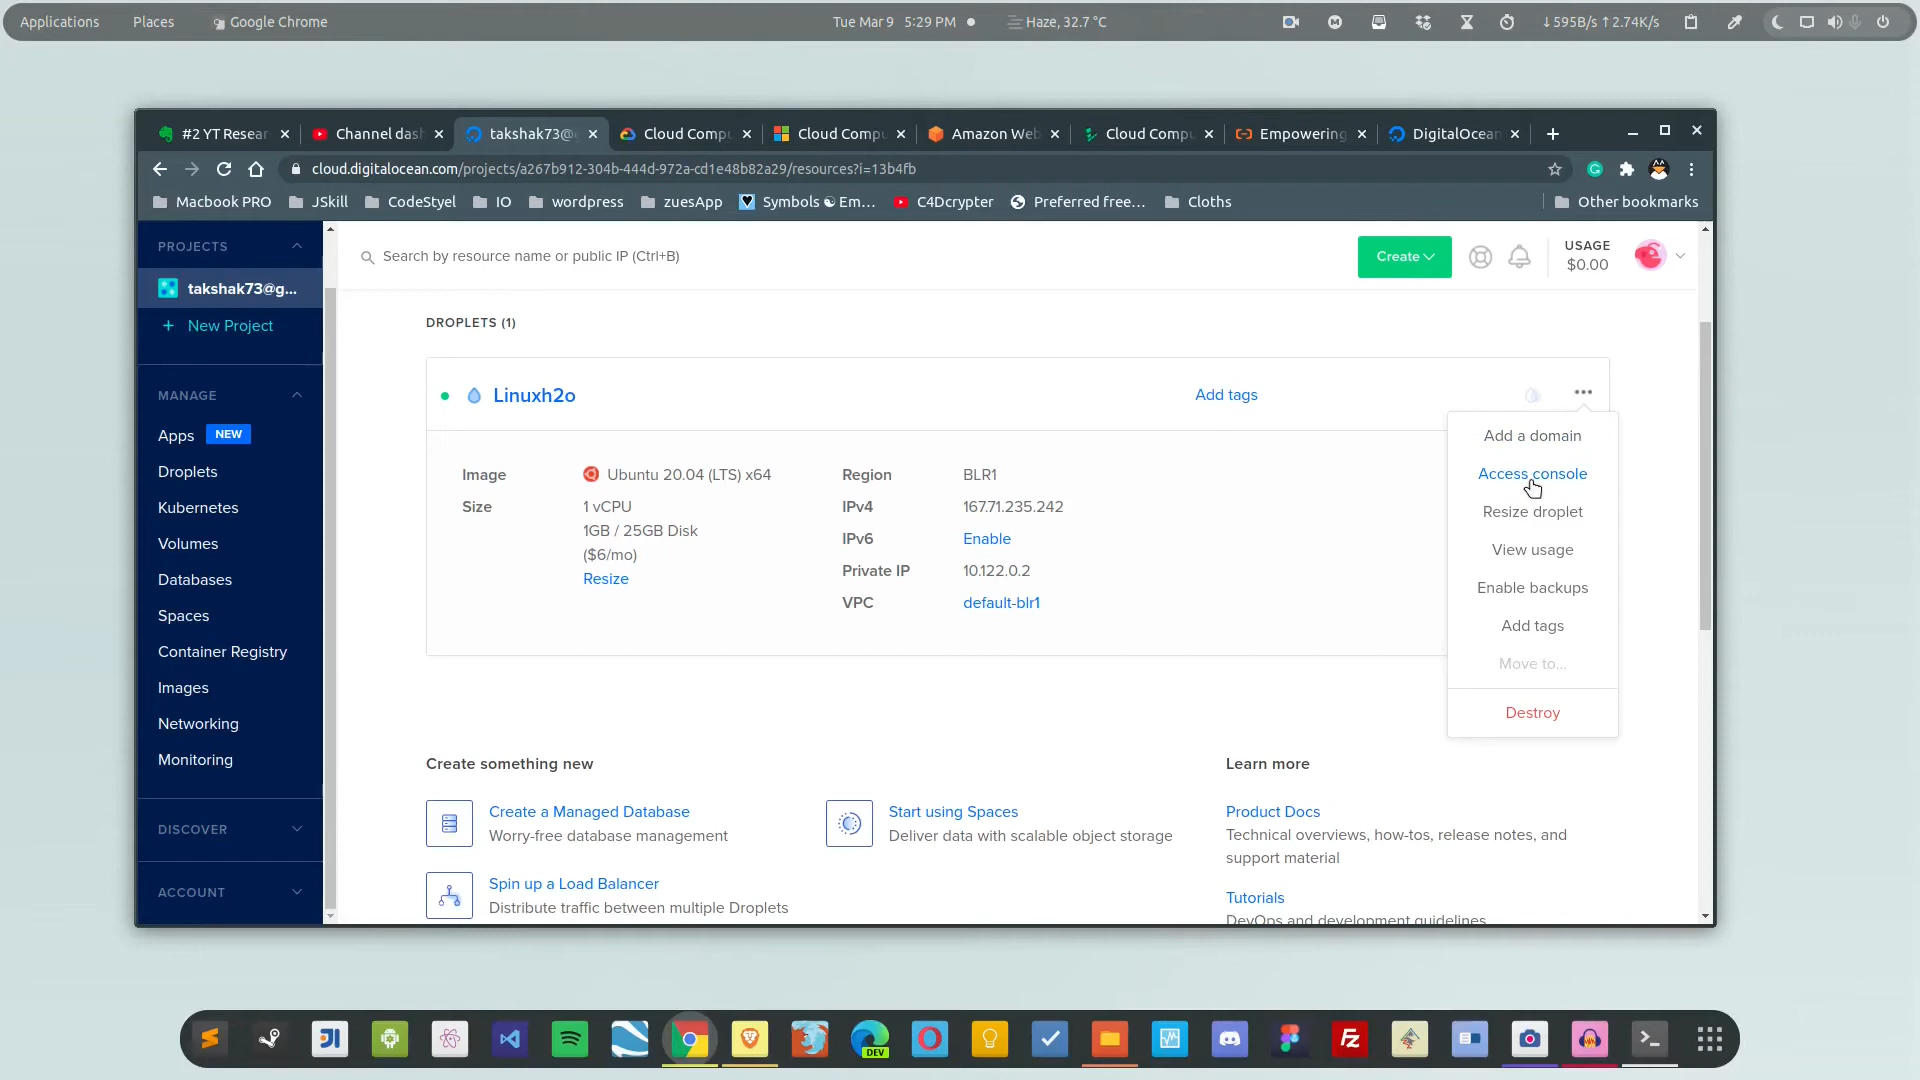 Applications
Places
Google Chrome
Tue Mar 9 5:29 PM
Haze, 32.7 °C
↓595B/s ↑2.74K/s
#2 YT Resear
Channel dash
takshak73@g
Cloud Compu
Cloud Compu
Amazon Web
Cloud Compu
Empowering
DigitalOcean
cloud.digitalocean.com/projects/a267b912-304b-444d-972a-cd1e48b82a29/resources?i=13b4fb
Macbook PRO
JSkill
CodeStyel
IO
wordpress
zuesApp
Symbols ☯ Em…
C4Dcrypter
Preferred free…
Cloths
Other bookmarks
PROJECTS
takshak73@g...
+ New Project
MANAGE
Apps NEW
Droplets
Kubernetes
Volumes
Databases
Spaces
Container Registry
Images
Networking
Monitoring
DISCOVER
ACCOUNT
Search by resource name or public IP (Ctrl+B)
Create
USAGE
$0.00
DROPLETS (1)
Linuxh2o
Add tags
Image
Ubuntu 20.04 (LTS) x64
Size
1 vCPU
1GB / 25GB Disk
($6/mo)
Resize
Region
BLR1
IPv4
167.71.235.242
IPv6
Enable
Private IP
10.122.0.2
VPC
default-blr1
Add a domain
Access console
Resize droplet
View usage
Enable backups
Add tags
Move to...
Destroy
Create something new
Create a Managed Database
Worry-free database management
Start using Spaces
Deliver data with scalable object storage
Spin up a Load Balancer
Distribute traffic between multiple Droplets
Learn more
Product Docs
Technical overviews, how-tos, release notes, and
support material
Tutorials
DevOps and development guidelines
DEV